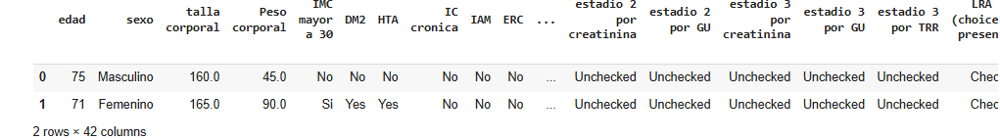 edad sexo talla corporal Peso corporal IMC mayor a 30 DM2 HTA IC cronica IAM ERC ... estadio 2 por creatinina estadio 2 por GU estadio 3 por creatinina estadio 3 por GU estadio 3 por TRR LRA (choice presen
0 75 Masculino 160.0 45.0 No No No No No No ... Unchecked Unchecked Unchecked Unchecked Unchecked Chec
1 71 Femenino 165.0 90.0 Si Yes Yes No No No ... Unchecked Unchecked Unchecked Unchecked Unchecked Chec
2 rows × 42 columns